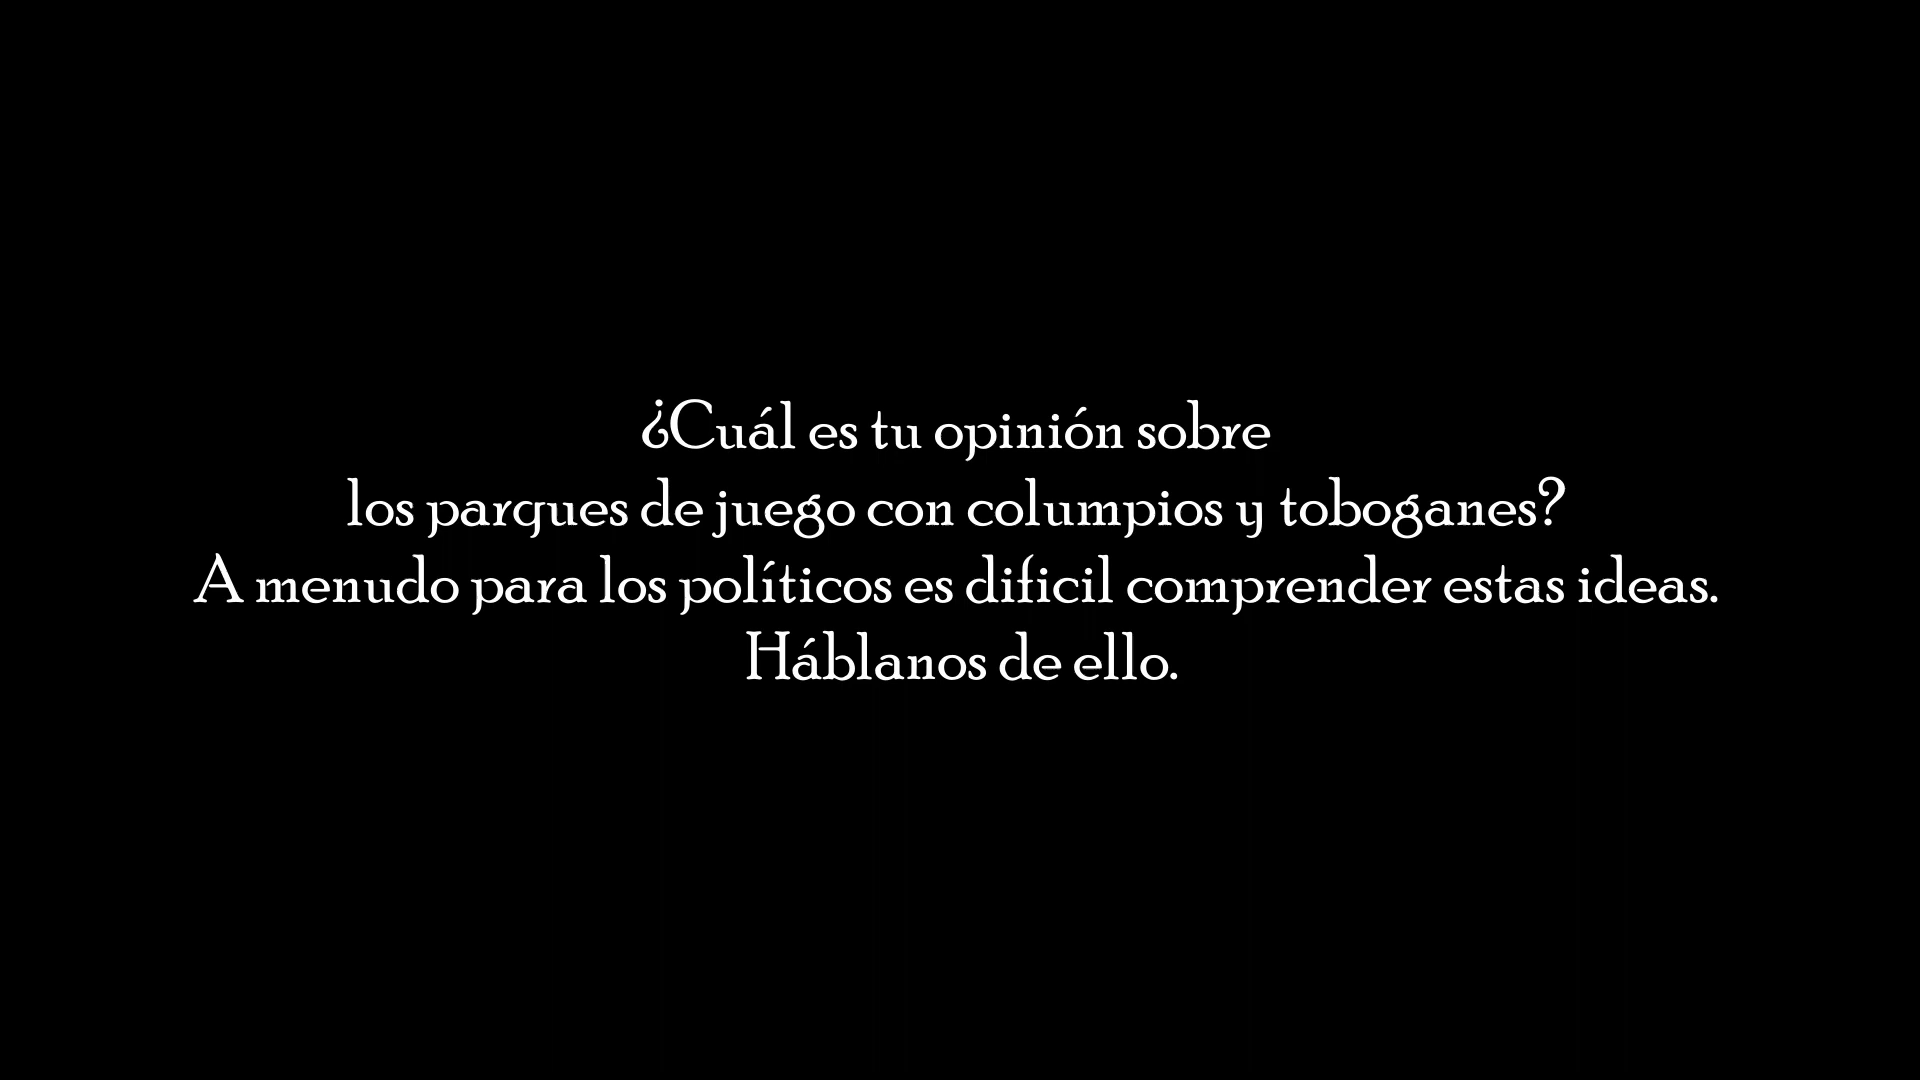 ¿Cuál es tu opinión sobre
los parques de juego con columpios y toboganes?
A menudo para los políticos es dificil comprender estas ideas.
Háblanos de ello.